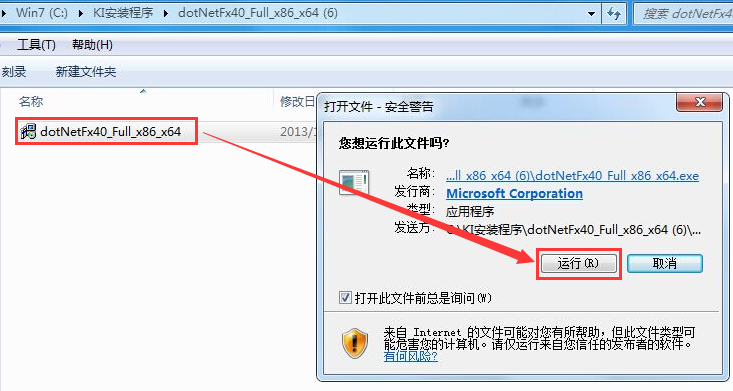 Win7 (C:) ▸ KI安装程序 ▸ dotNetFx40_Full_x86_x64 (6)
搜索 dotNetFx4
工具(T) 帮助(H)
刻录 新建文件夹
名称 修改日
dotNetFx40_Full_x86_x64 2013/1
打开文件 - 安全警告
您想运行此文件吗?
名称: ...ll_x86_x64 (6)\dotNetFx40_Full_x86_x64.exe
发行商: Microsoft Corporation
类型: 应用程序
发送方: C:\KI安装程序\dotNetFx40_Full_x86_x64 (6)\...
运行(R) 取消
打开此文件前总是询问(W)
来自 Internet 的文件可能对您有所帮助，但此文件类型可
能危害您的计算机。请仅运行来自您信任的发布者的软件。
有何风险?